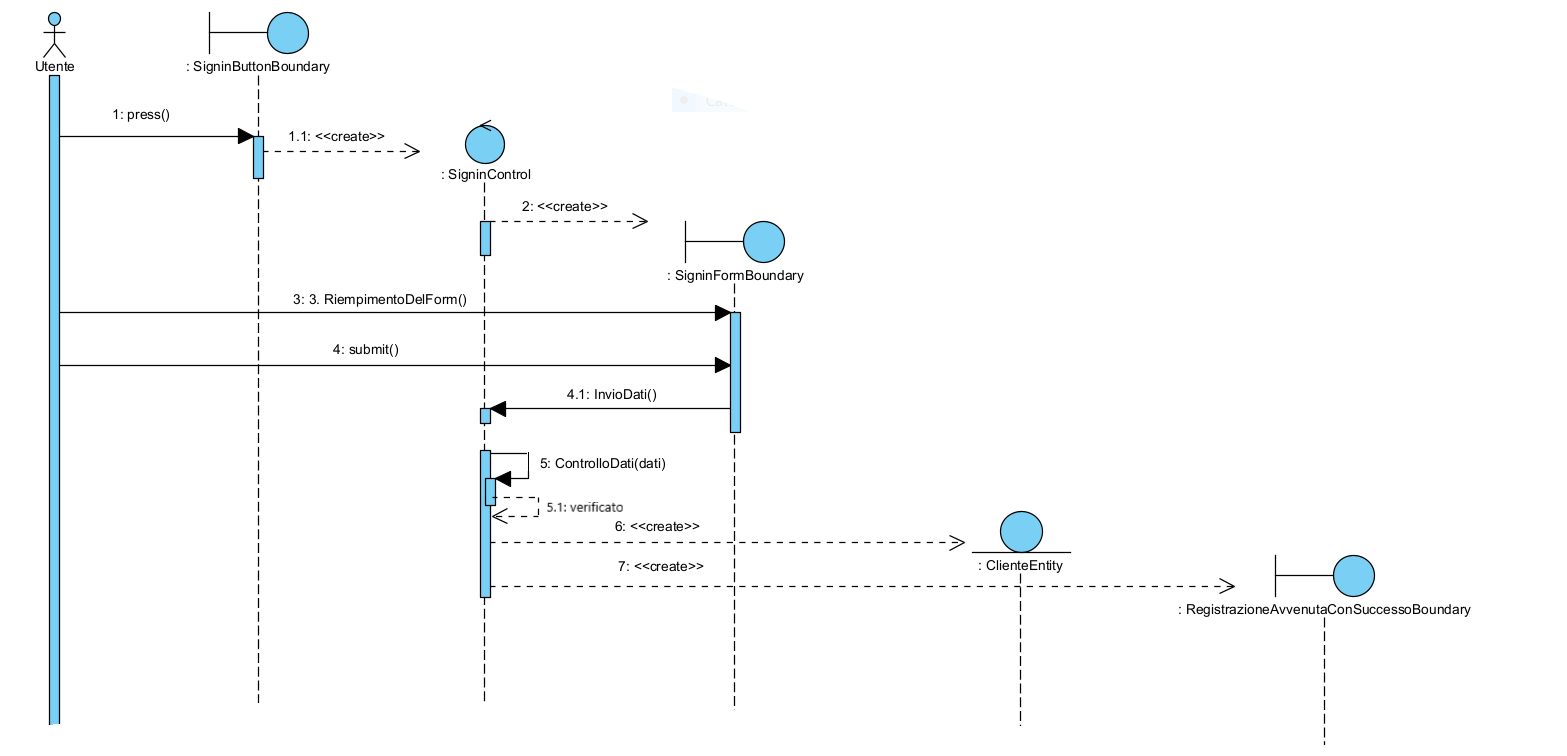 Utente
: SigninButtonBoundary
1: press()
1.1: <<create>>
: SigninControl
2: <<create>>
: SigninFormBoundary
3: 3. RiempimentoDelForm()
4: submit()
4.1: InvioDati()
5: ControlloDati(dati)
5.1: verificato
6: <<create>>
: ClienteEntity
7: <<create>>
: RegistrazioneAvvenutaConSuccessoBoundary